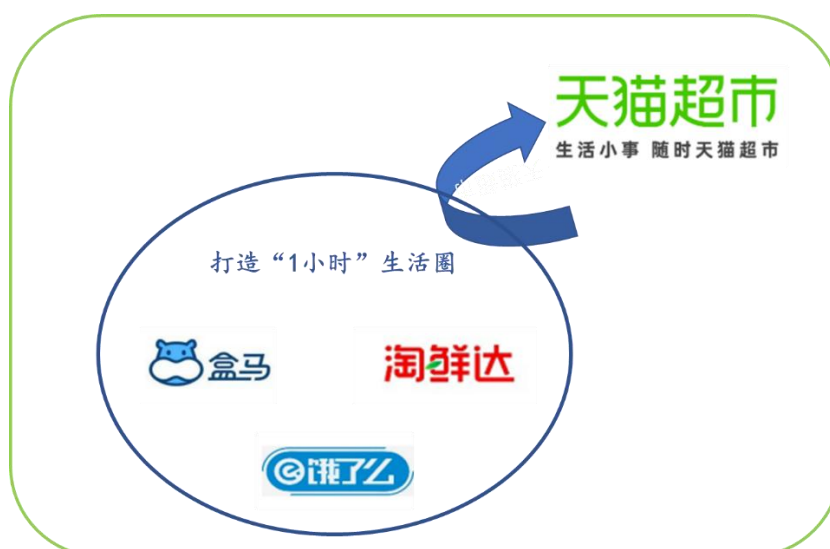 天猫超市
生活小事 随时天猫超市
打造“1小时”生活圈
盒马
淘鲜达
饿了么